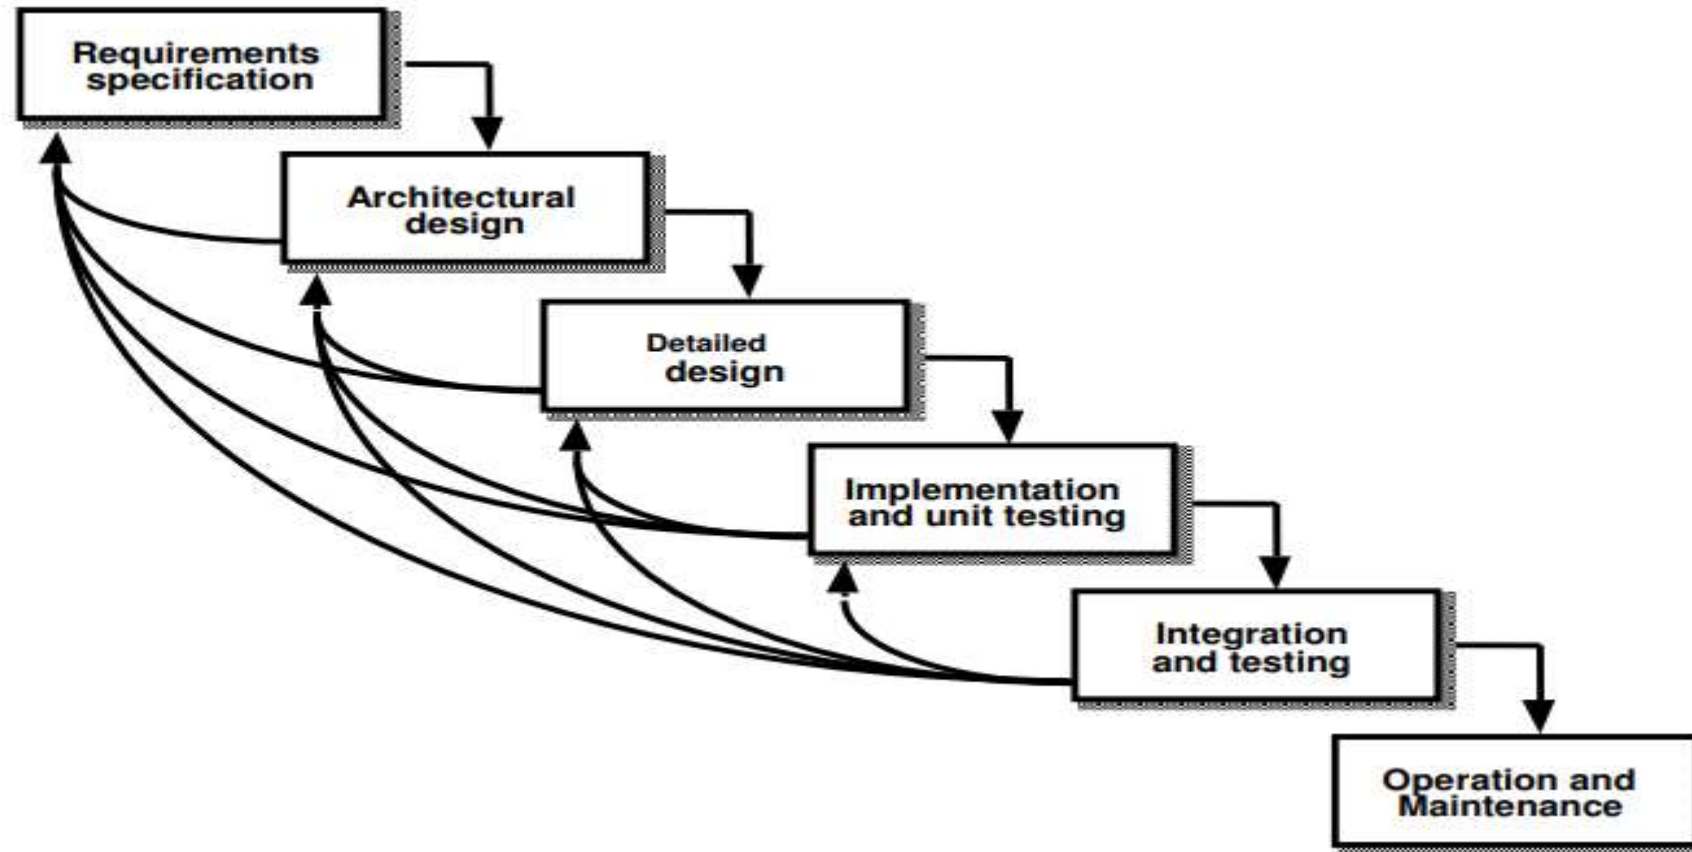 Requirements
specification
Architectural
design
Detailed
design
Implementation
and unit testing
Integration
and testing
Operation and
Maintenance